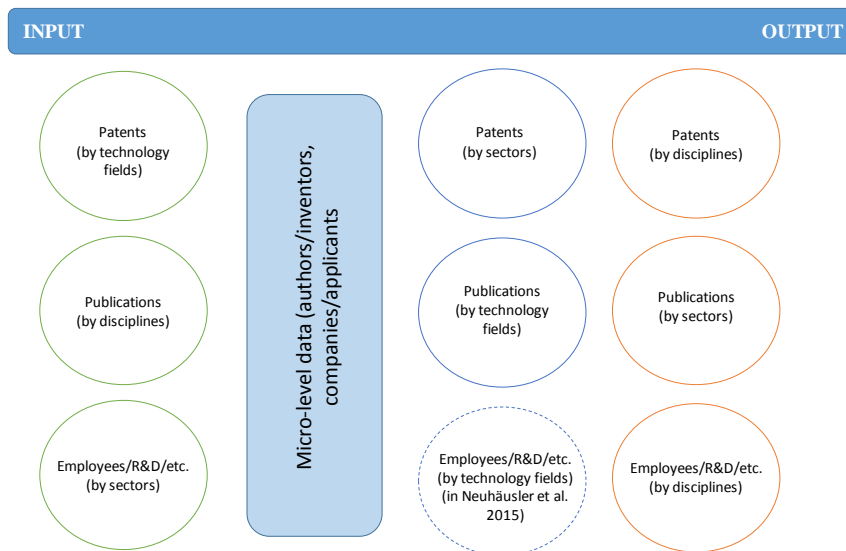 INPUT
OUTPUT
Patents
(by technology
fields)
Publications
(by disciplines)
Employees/R&D/etc.
(by sectors)
Micro-level data (authors/inventors,
companies/applicants
Patents
(by sectors)
Publications
(by technology
fields)
Employees/R&D/etc.
(by technology fields)
(in Neuhäusler et al.
2015)
Patents
(by disciplines)
Publications
(by sectors)
Employees/R&D/etc.
(by disciplines)